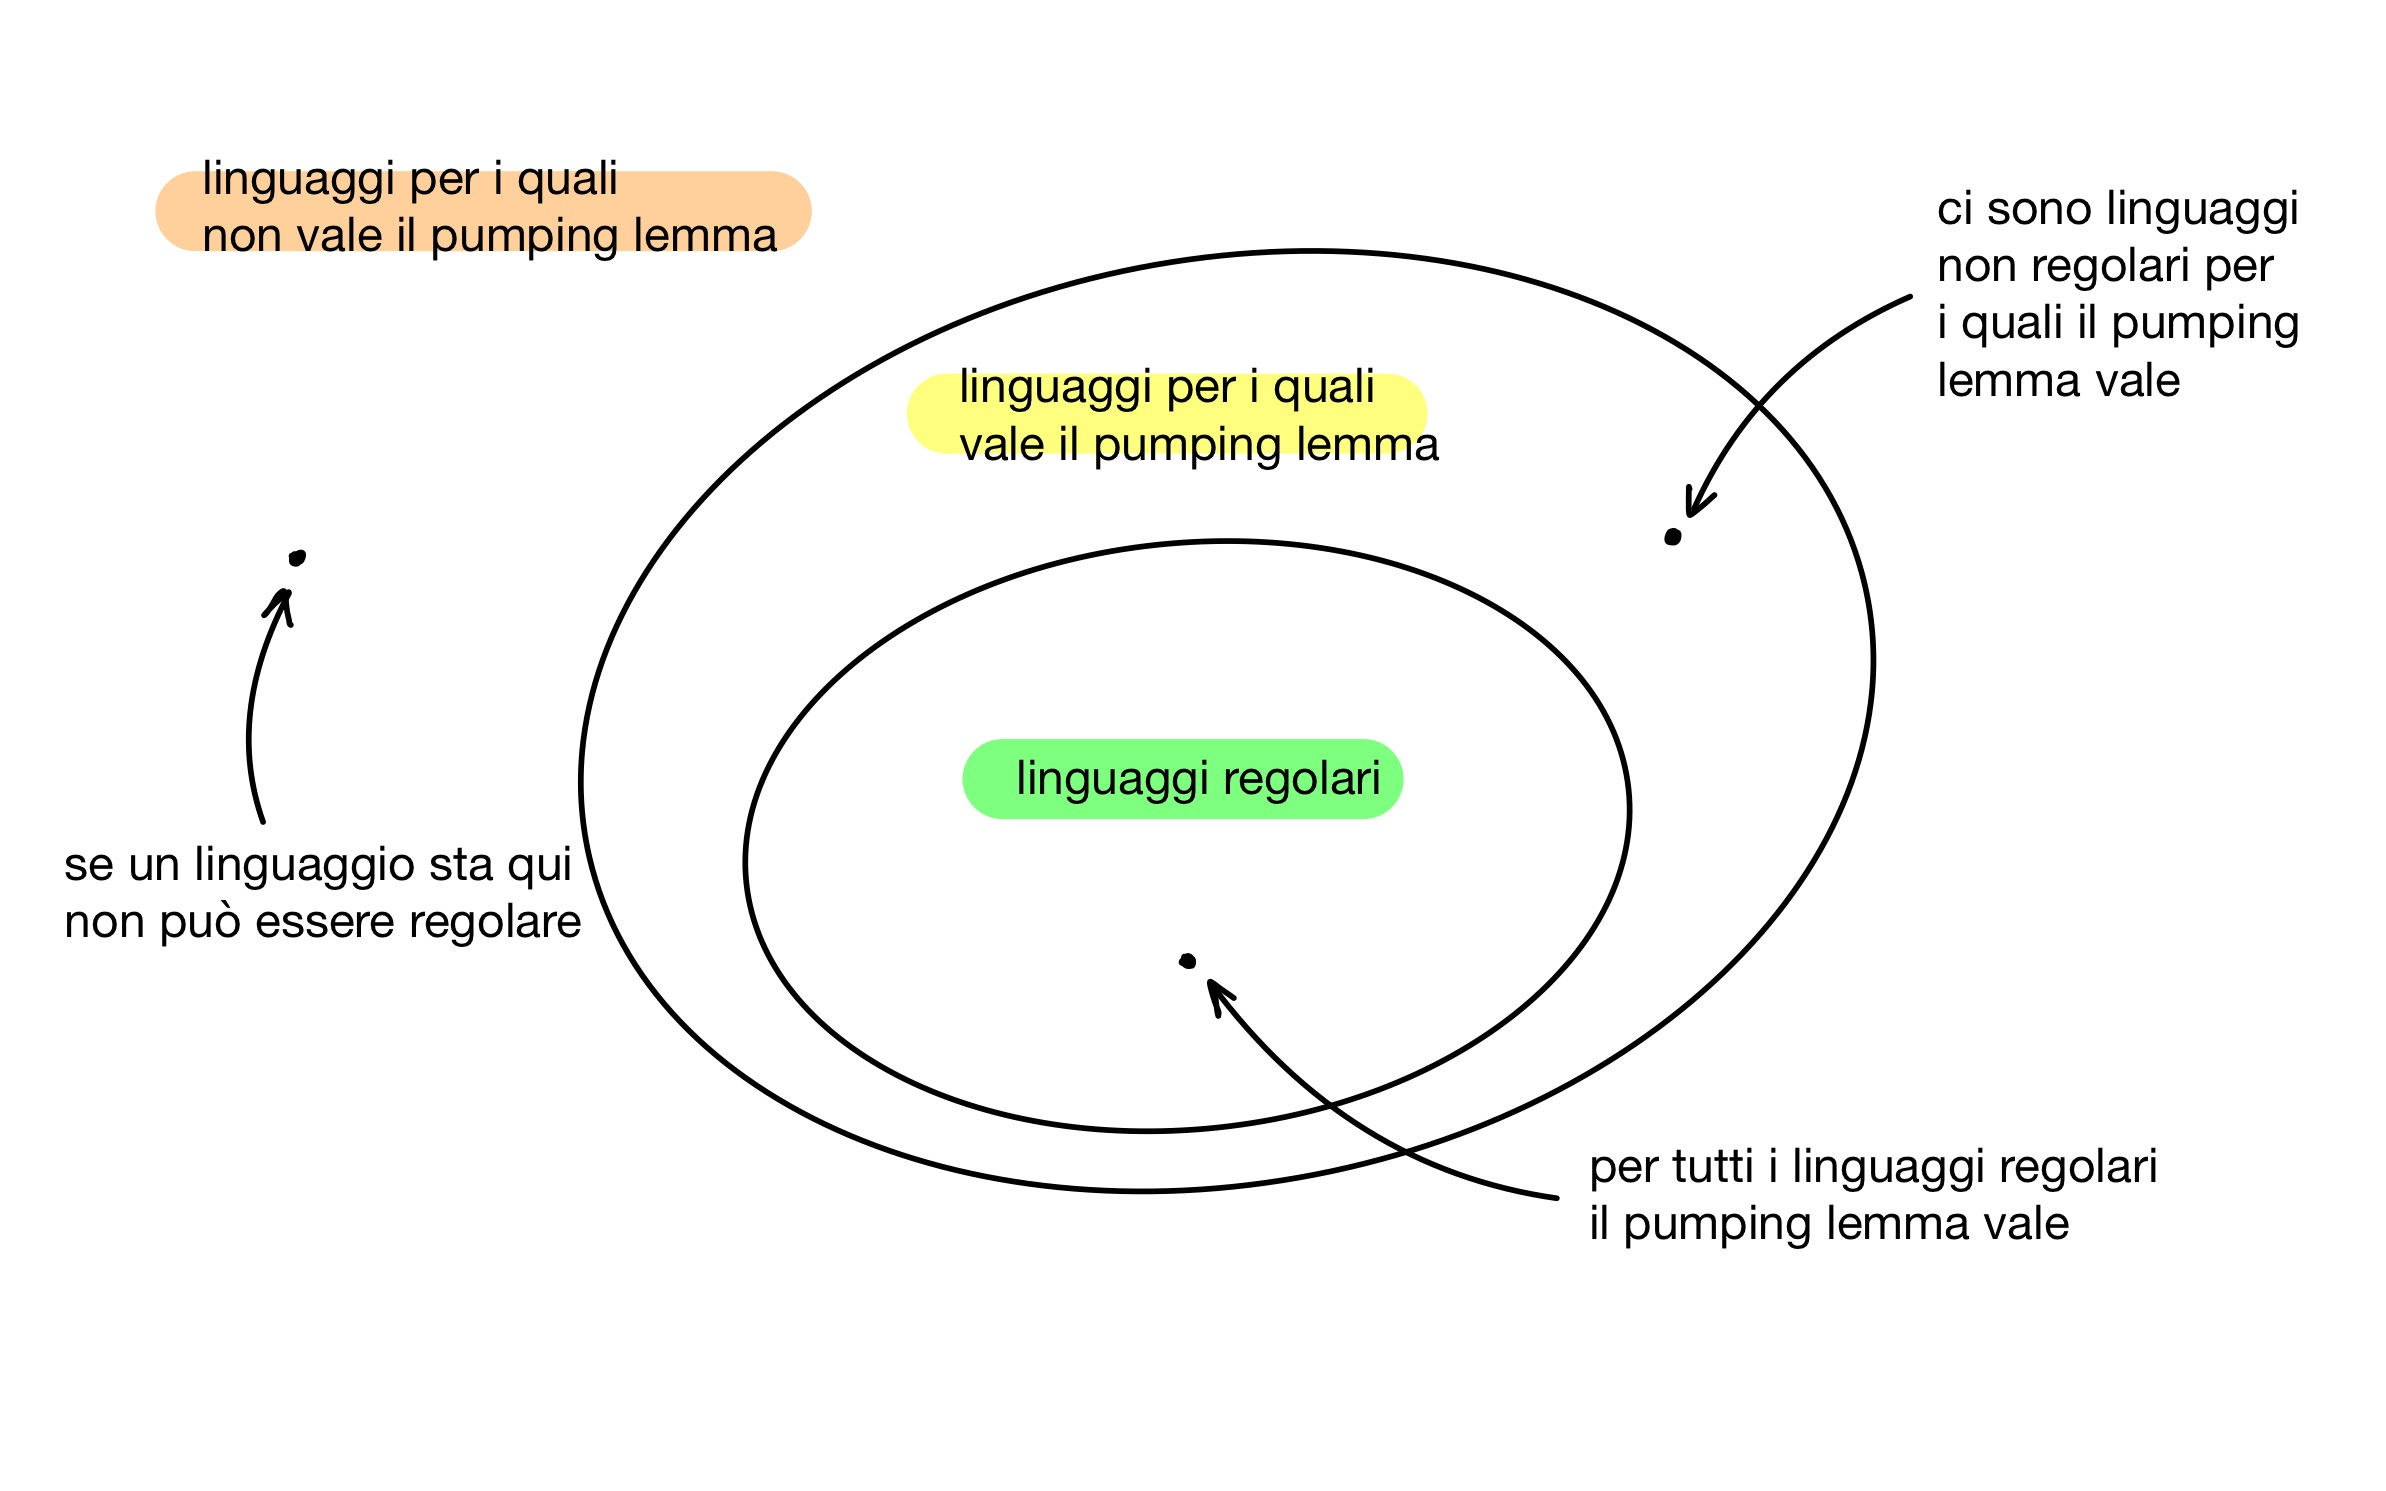 linguaggi per i quali
non vale il pumping lemma
ci sono linguaggi
non regolari per
i quali il pumping
lemma vale
linguaggi per i quali
vale il pumping lemma
linguaggi regolari
se un linguaggio sta qui
non può essere regolare
per tutti i linguaggi regolari
il pumping lemma vale